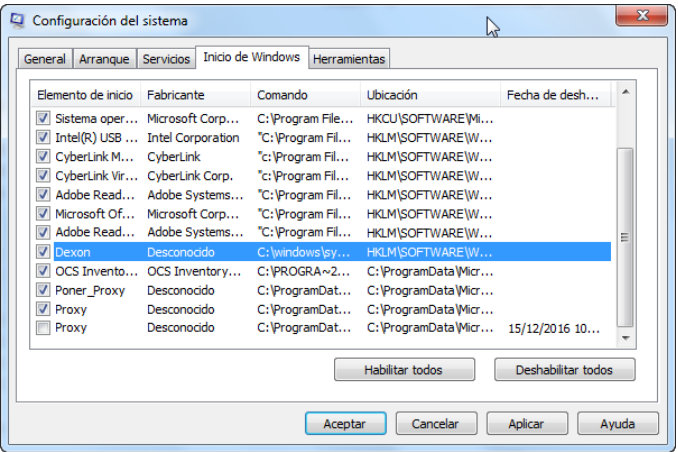 Configuración del sistema
General Arranque Servicios Inicio de Windows Herramientas
Elemento de inicio Fabricante Comando Ubicación Fecha de desh...
Sistema oper... Microsoft Corp... C:\Program File... HKCU\SOFTWARE\Mi...
Intel(R) USB ... Intel Corporation "C:\Program Fil... HKLM\SOFTWARE\W...
CyberLink M... CyberLink "c:\Program Fil... HKLM\SOFTWARE\W...
CyberLink Vir... CyberLink Corp. "c:\Program Fil... HKLM\SOFTWARE\W...
Adobe Read... Adobe Systems... "C:\Program Fil... HKLM\SOFTWARE\W...
Microsoft Of... Microsoft Corp... "C:\Program Fil... HKLM\SOFTWARE\W...
Adobe Read... Adobe Systems... "C:\Program Fil... HKLM\SOFTWARE\W...
Dexon Desconocido C:\windows\sy... HKLM\SOFTWARE\W...
OCS Invento... OCS Inventory... C:\PROGRA~2... C:\ProgramData\Micr...
Poner_Proxy Desconocido C:\ProgramDat... C:\ProgramData\Micr...
Proxy Desconocido C:\ProgramDat... C:\ProgramData\Micr...
Proxy Desconocido C:\ProgramDat... C:\ProgramData\Micr... 15/12/2016 10...
Habilitar todos Deshabilitar todos
Aceptar Cancelar Aplicar Ayuda